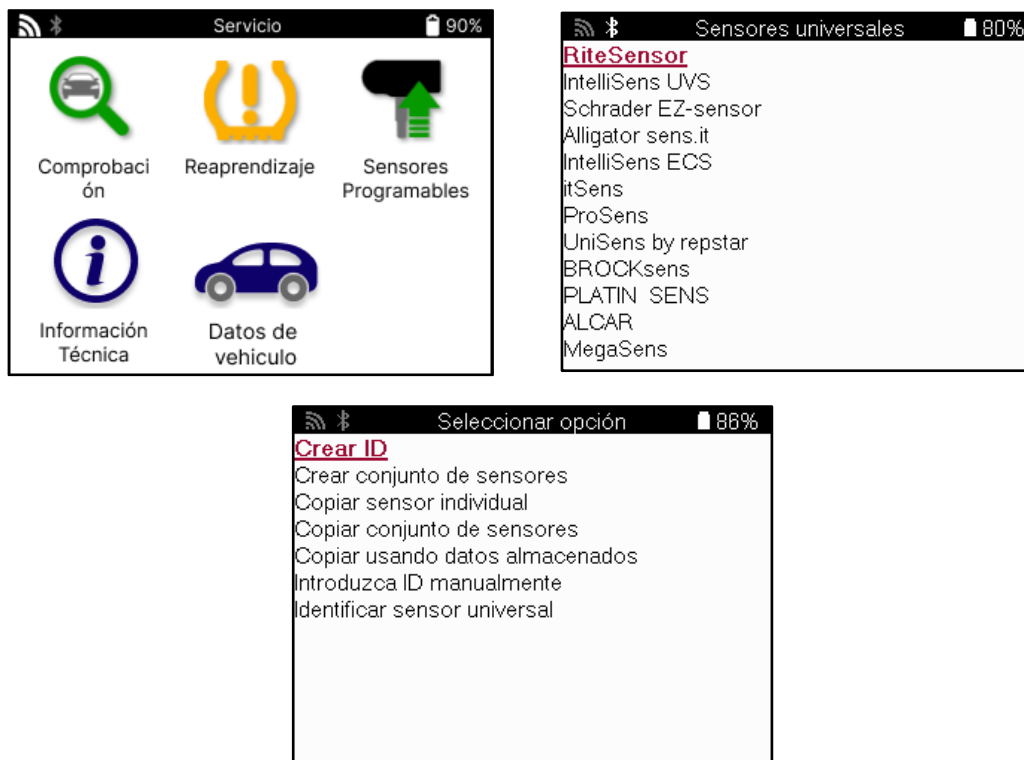 Servicio 90%
Comprobaci
ón
Reaprendizaje
Sensores
Programables
Información
Técnica
Datos de
vehiculo
Sensores universales 80%
RiteSensor
IntelliSens UVS
Schrader EZ-sensor
Alligator sens.it
IntelliSens ECS
itSens
ProSens
UniSens by repstar
BROCKsens
PLATIN SENS
ALCAR
MegaSens
Seleccionar opción 86%
Crear ID
Crear conjunto de sensores
Copiar sensor individual
Copiar conjunto de sensores
Copiar usando datos almacenados
Introduzca ID manualmente
Identificar sensor universal